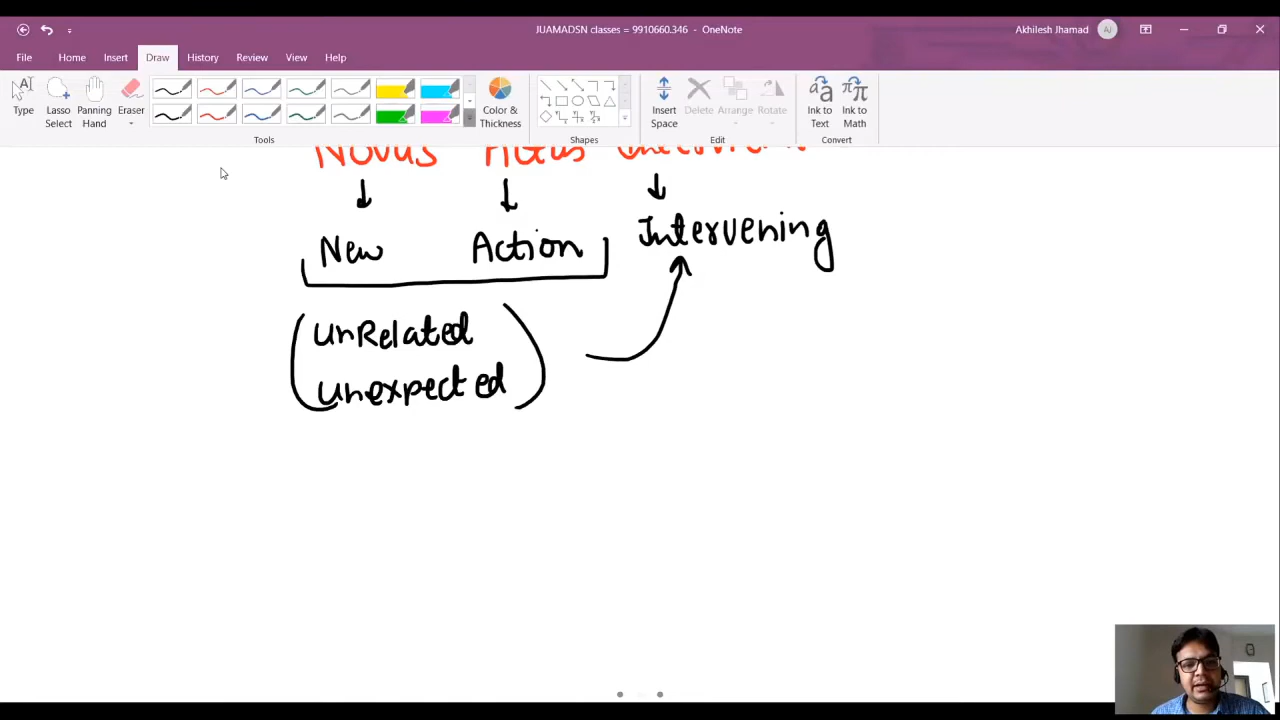 JUAMADSN classes = 9910660.346 - OneNote
Akhilesh Jhamad AJ
File Home Insert Draw History Review View Help
Type Lasso Select Panning Hand Eraser Color & Thickness Insert Space Delete Arrange Rotate Ink to Text Ink to Math
Tools Shapes Edit Convert
Novus Actus
New Action Intervening
UnRelated
unexpected